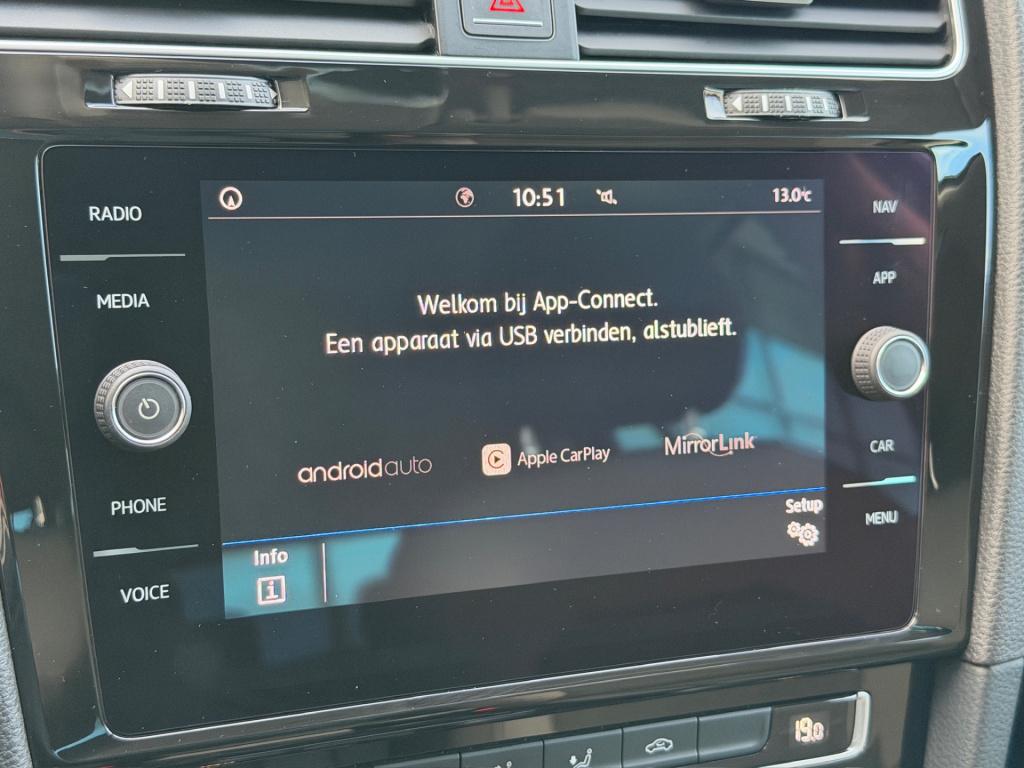 10:51
13.0°C
RADIO
MEDIA
PHONE
VOICE
Welkom bij App-Connect.
Een apparaat via USB verbinden, alstublieft.
androidauto
Apple CarPlay
MirrorLink
Info
i
Setup
NAV
APP
CAR
MENU
19.0